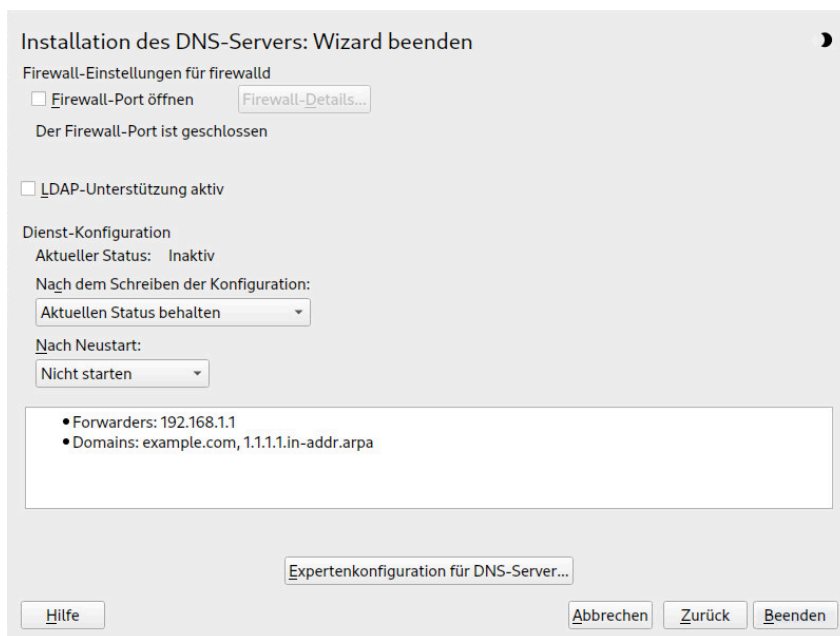 Installation des DNS-Servers: Wizard beenden
Firewall-Einstellungen für firewalld
Firewall-Port öffnen Firewall-Details...
Der Firewall-Port ist geschlossen
LDAP-Unterstützung aktiv
Dienst-Konfiguration
Aktueller Status: Inaktiv
Nach dem Schreiben der Konfiguration:
Aktuellen Status behalten
Nach Neustart:
Nicht starten
• Forwarders: 192.168.1.1
• Domains: example.com, 1.1.1.1.in-addr.arpa
Expertenkonfiguration für DNS-Server...
Hilfe Abbrechen Zurück Beenden